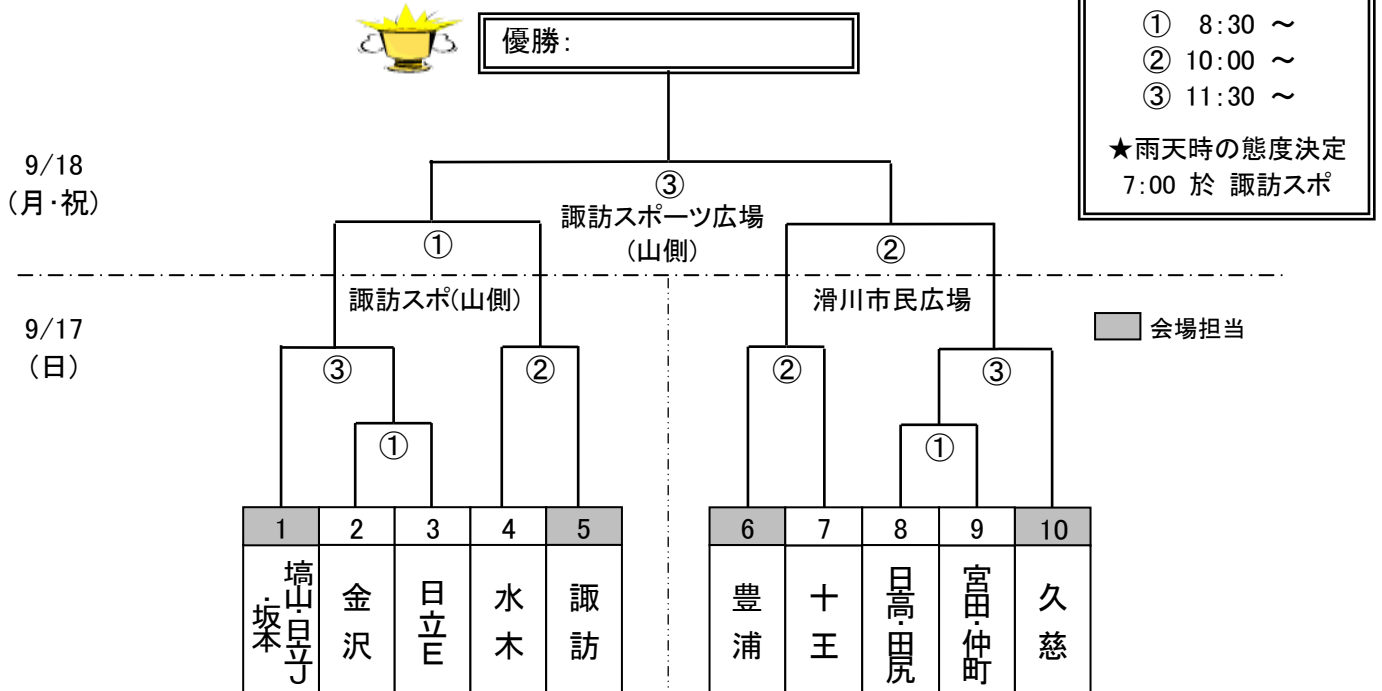 優勝:
① 8:30 ~
② 10:00 ~
③ 11:30 ~
★雨天時の態度決定
7:00 於 諏訪スポ
9/18
(月・祝)
③
諏訪スポーツ広場
(山側)
①
②
諏訪スポ(山側)
滑川市民広場
9/17
(日)
会場担当
③
②
②
③
①
①
1
2
3
4
5
6
7
8
9
10
塙山・日立J
・坂本
金沢
日立E
水木
諏訪
豊浦
十王
日高・田尻
宮田・仲町
久慈